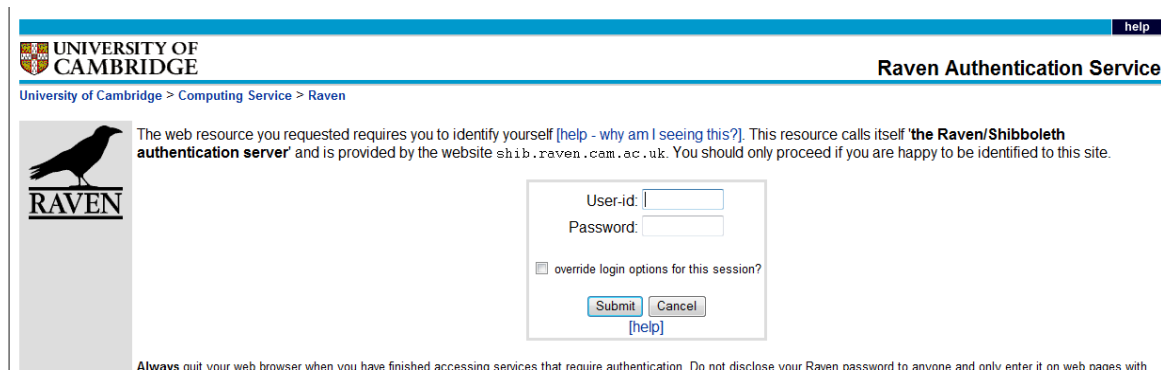 help
UNIVERSITY OF
CAMBRIDGE
Raven Authentication Service
University of Cambridge > Computing Service > Raven
The web resource you requested requires you to identify yourself [help - why am I seeing this?]. This resource calls itself 'the Raven/Shibboleth
authentication server' and is provided by the website shib.raven.cam.ac.uk. You should only proceed if you are happy to be identified to this site.
RAVEN
User-id:
Password:
override login options for this session?
Submit Cancel
[help]
Always quit your web browser when you have finished accessing services that require authentication. Do not disclose your Raven password to anyone and only enter it on web pages with